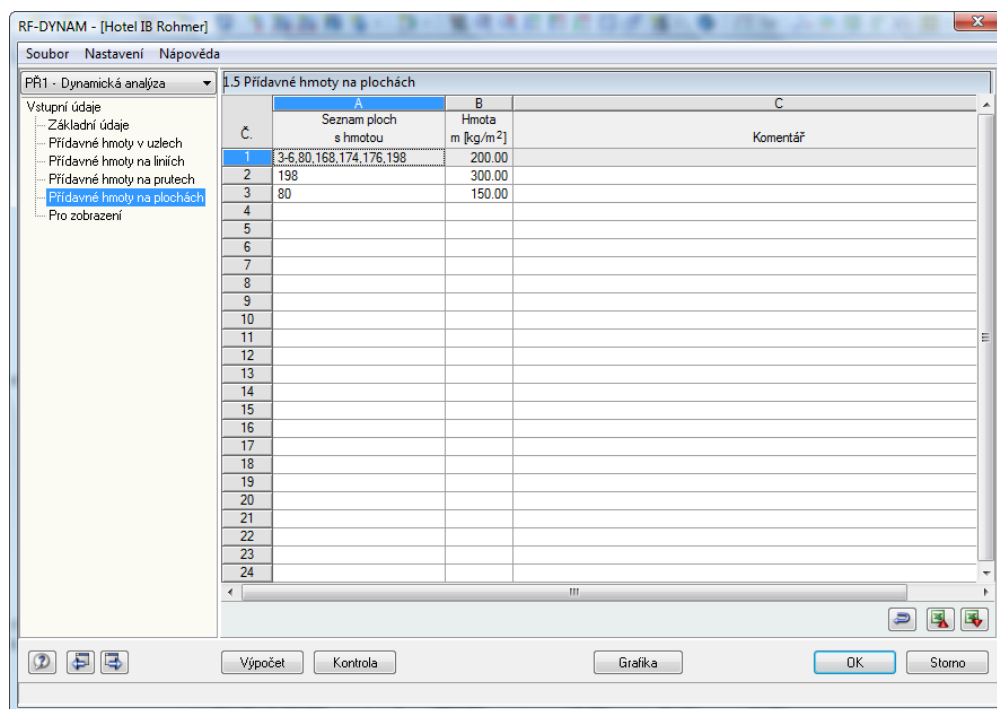 RF-DYNAM - [Hotel IB Rohmer]
Soubor Nastavení Nápověda
PŘ1 - Dynamická analýza
1.5 Přídavné hmoty na plochách
Vstupní údaje
Základní údaje
Přídavné hmoty v uzlech
Přídavné hmoty na liniích
Přídavné hmoty na prutech
Přídavné hmoty na plochách
Pro zobrazení
A B C
Č. Seznam ploch s hmotou Hmota m [kg/m²] Komentář
1 3-6,80,168,174,176,198 200.00
2 198 300.00
3 80 150.00
4
5
6
7
8
9
10
11
12
13
14
15
16
17
18
19
20
21
22
23
24
Výpočet Kontrola Grafika OK Storno